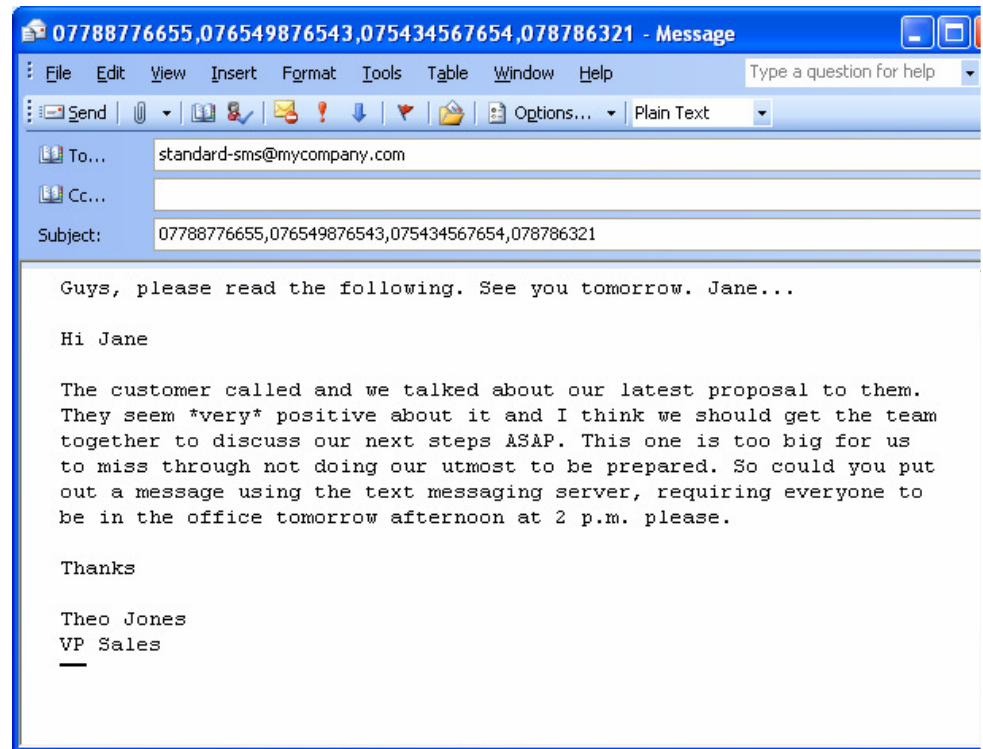 07788776655,076549876543,075434567654,078786321 - Message
File Edit View Insert Format Tools Table Window Help Type a question for help
Send Options... Plain Text
To... standard-sms@mycompany.com
Cc...
Subject: 07788776655,076549876543,075434567654,078786321
Guys, please read the following. See you tomorrow. Jane...
Hi Jane
The customer called and we talked about our latest proposal to them.
They seem *very* positive about it and I think we should get the team
together to discuss our next steps ASAP. This one is too big for us
to miss through not doing our utmost to be prepared. So could you put
out a message using the text messaging server, requiring everyone to
be in the office tomorrow afternoon at 2 p.m. please.
Thanks
Theo Jones
VP Sales